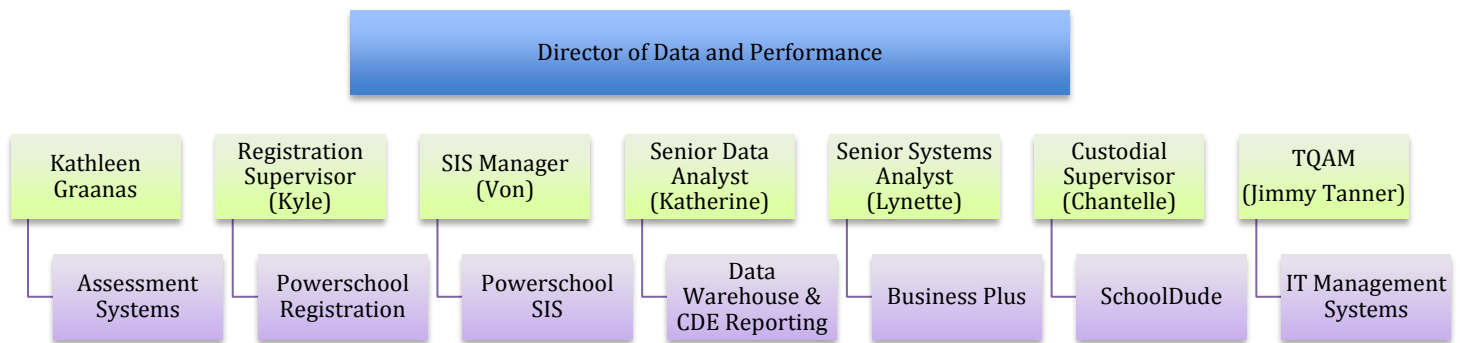 Director of Data and Performance
Kathleen
Graanas
Registration
Supervisor
(Kyle)
SIS Manager
(Von)
Senior Data
Analyst
(Katherine)
Senior Systems
Analyst
(Lynette)
Custodial
Supervisor
(Chantelle)
TQAM
(Jimmy Tanner)
Assessment
Systems
Powerschool
Registration
Powerschool
SIS
Data
Warehouse &
CDE Reporting
Business Plus
SchoolDude
IT Management
Systems